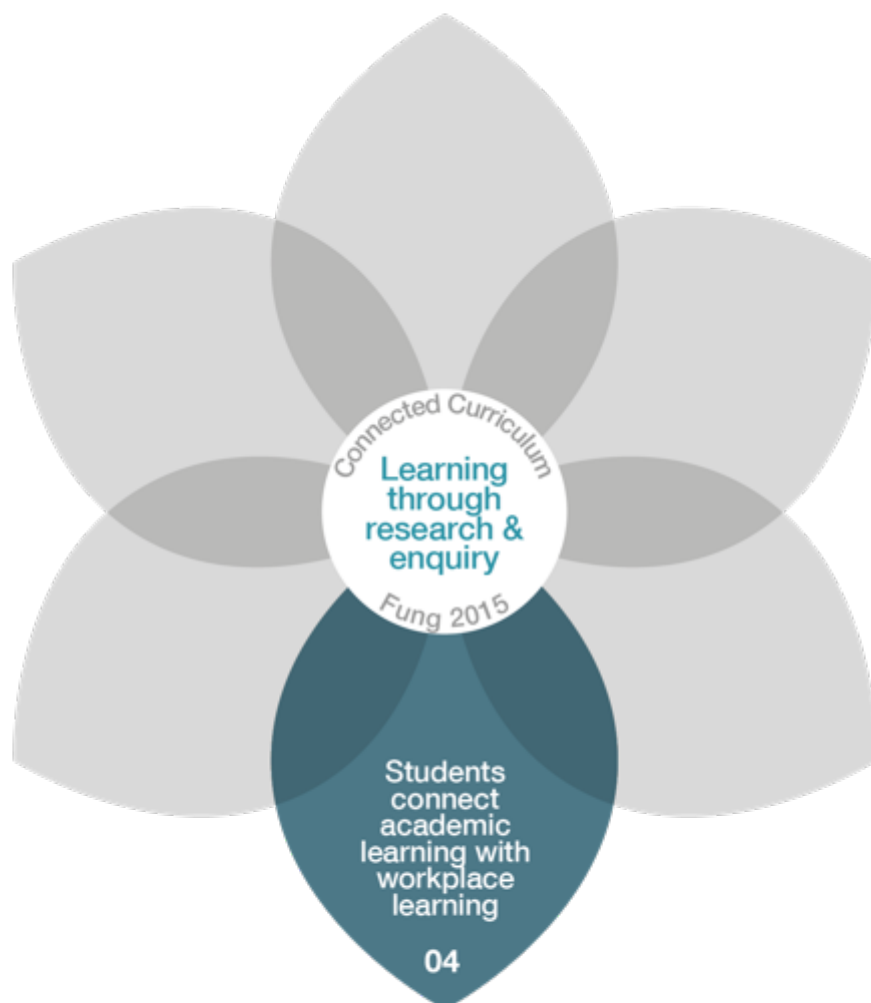 Connected Curriculum
Learning
through
research &
enquiry
Fung 2015
Students
connect
academic
learning with
workplace
learning
04